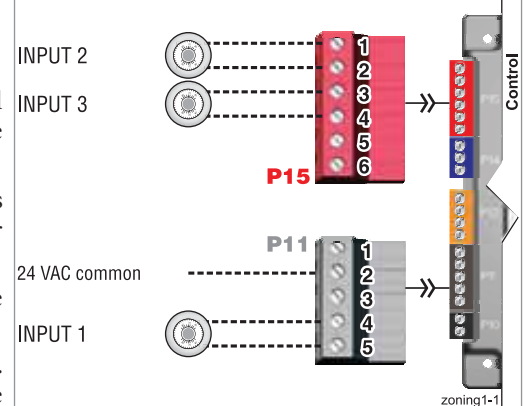 INPUT 2
INPUT 3
1
2
3
4
5
6
P15
Control
P11
24 VAC common
INPUT 1
1
2
3
4
5
zoning1-1